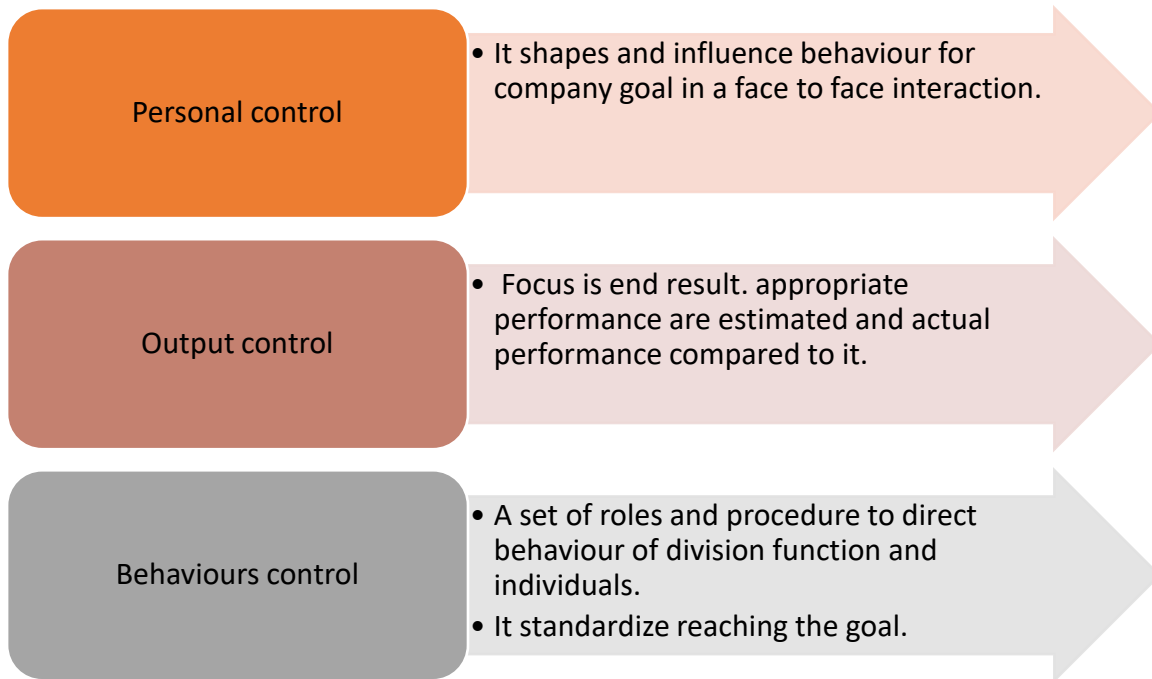 Personal control
• It shapes and influence behaviour for
company goal in a face to face interaction.
Output control
• Focus is end result. appropriate
performance are estimated and actual
performance compared to it.
Behaviours control
• A set of roles and procedure to direct
behaviour of division function and
individuals.
• It standardize reaching the goal.